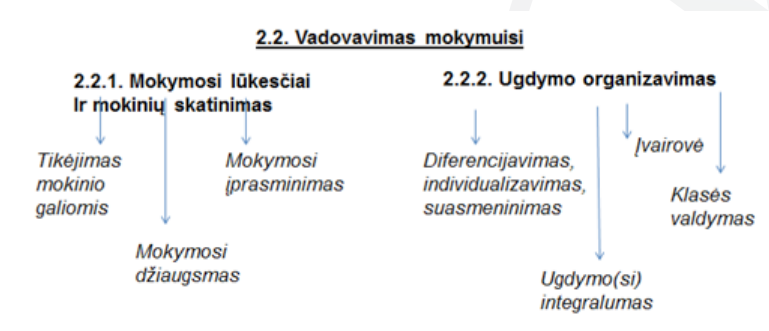 2.2. Vadovavimas mokymuisi
2.2.1. Mokymosi lūkesčiai
Ir mokinių skatinimas
2.2.2. Ugdymo organizavimas
Tikėjimas
mokinio
galiomis
Mokymosi
džiaugsmas
Mokymosi
įprasminimas
Diferencijavimas,
individualizavimas,
suasmeninimas
Ugdymo(si)
integralumas
Įvairovė
Klasės
valdymas